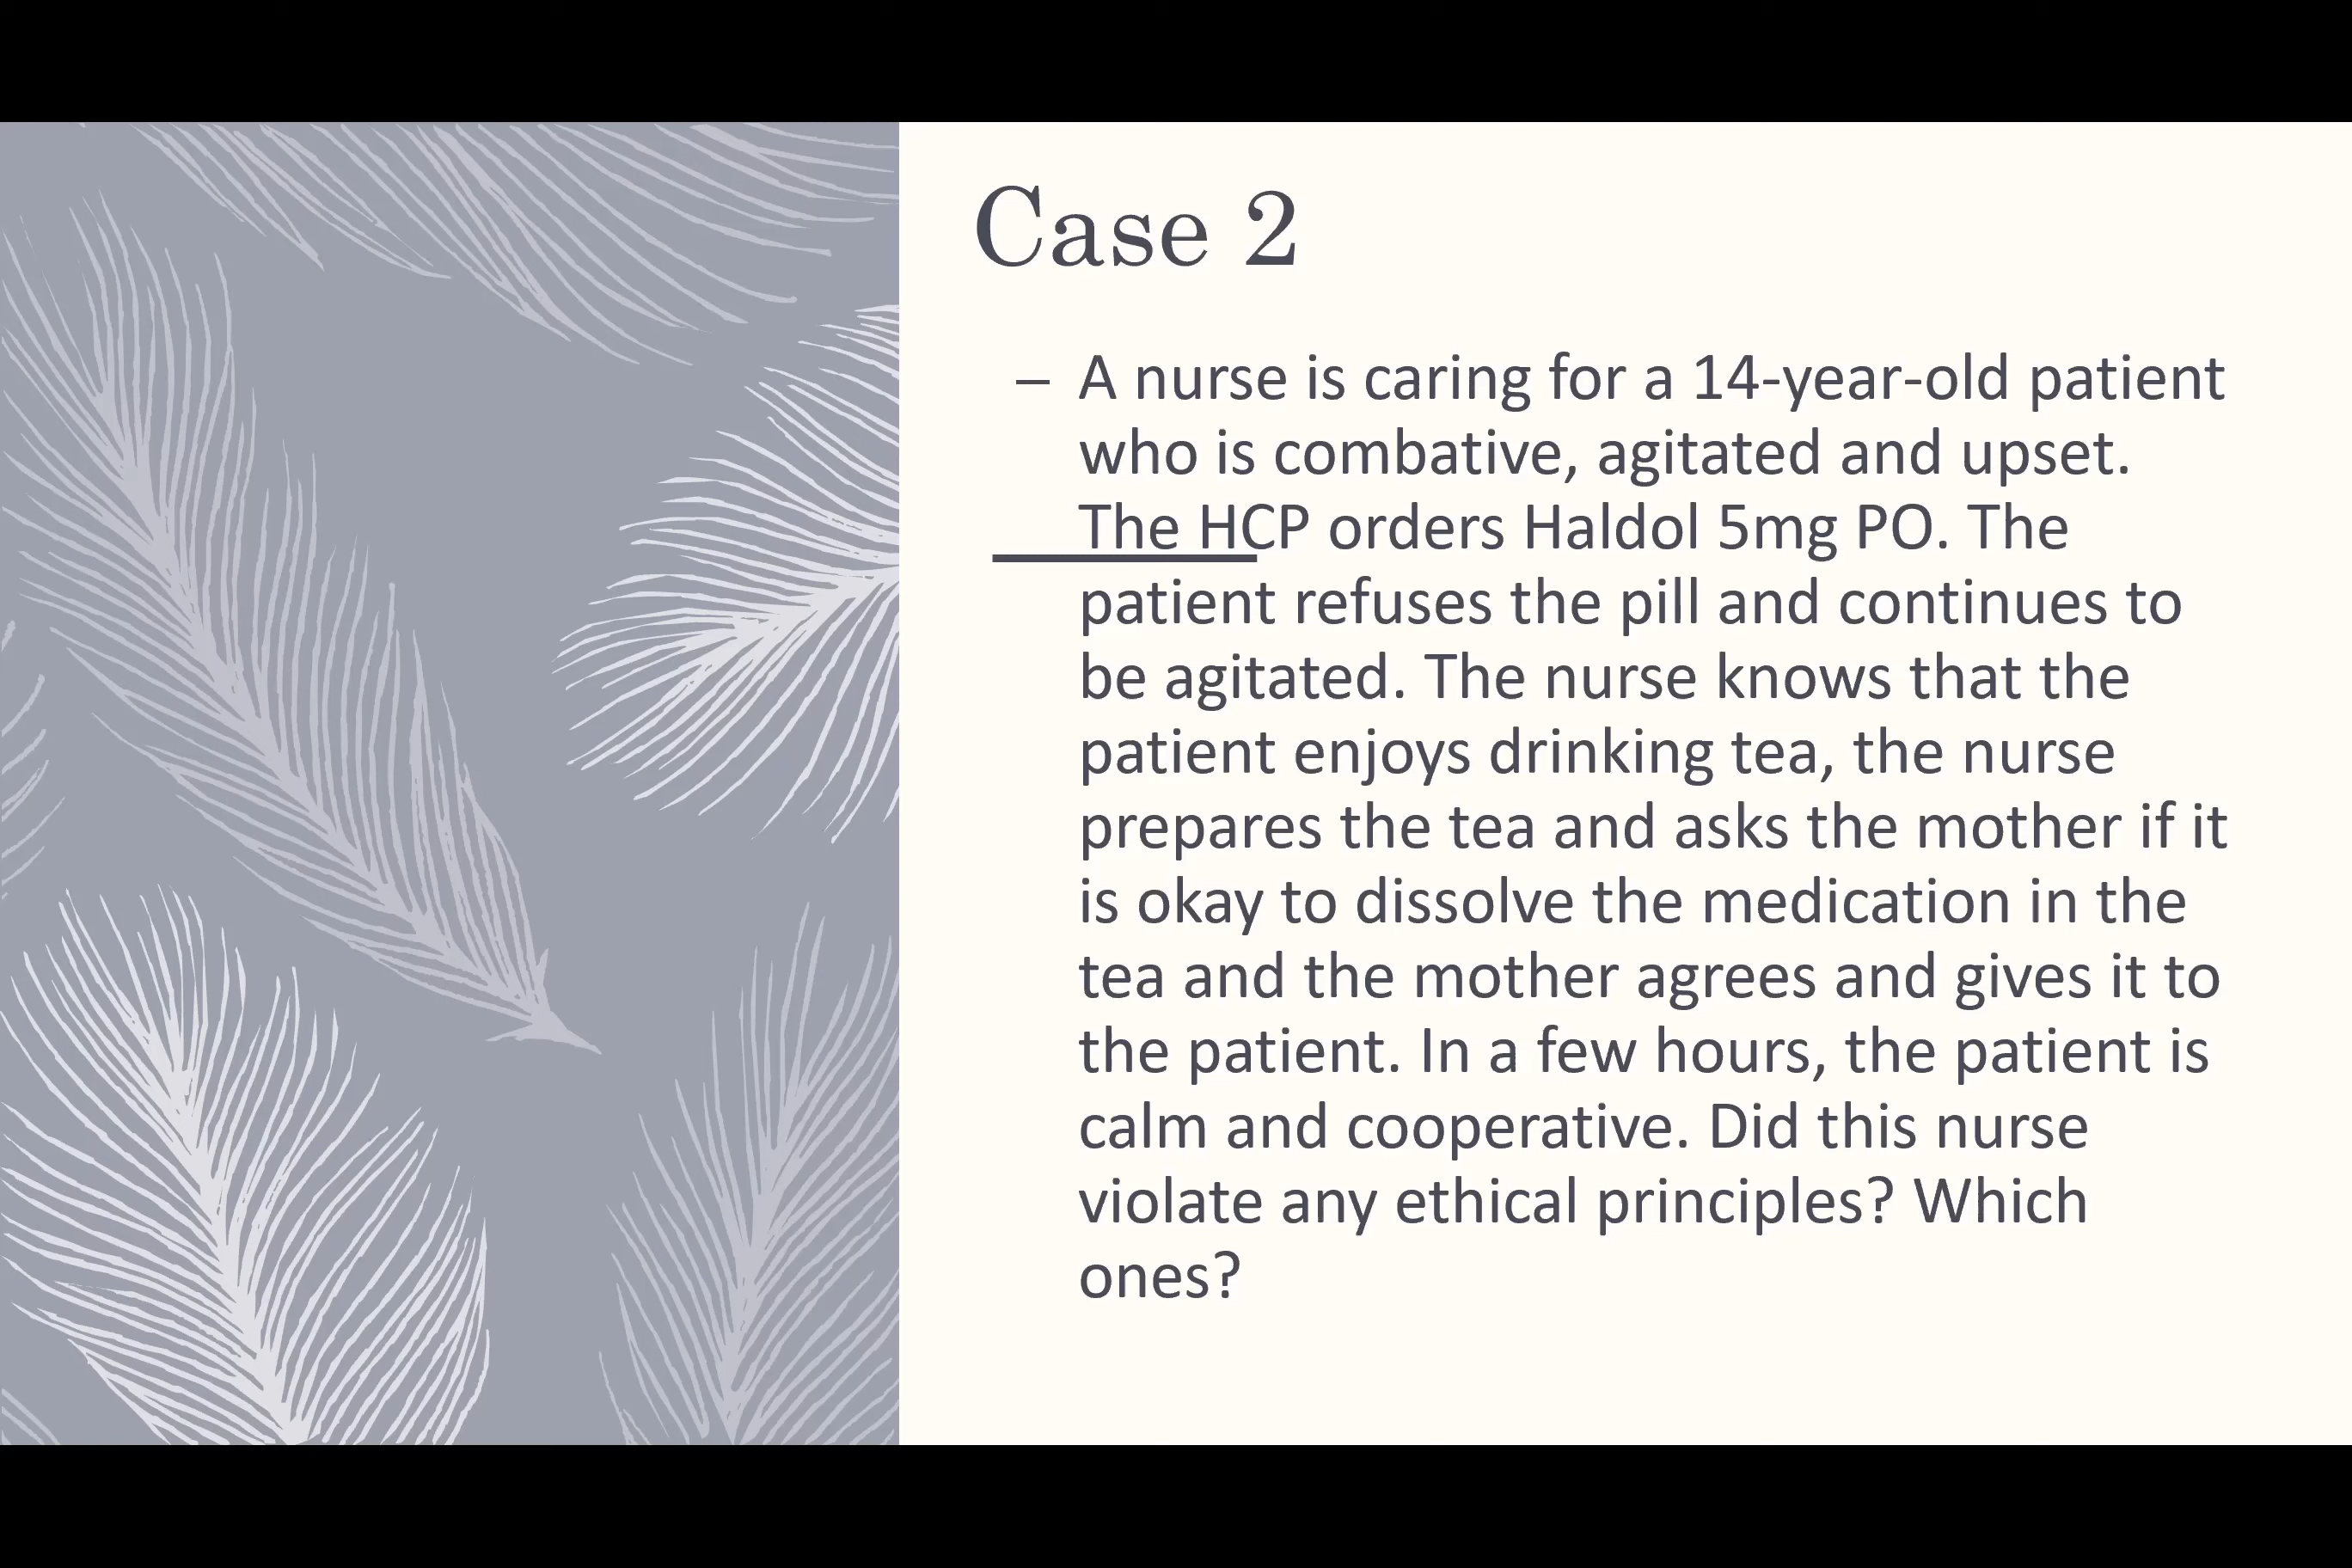 Case 2
– A nurse is caring for a 14-year-old patient
who is combative, agitated and upset.
The HCP orders Haldol 5mg PO. The
patient refuses the pill and continues to
be agitated. The nurse knows that the
patient enjoys drinking tea, the nurse
prepares the tea and asks the mother if it
is okay to dissolve the medication in the
tea and the mother agrees and gives it to
the patient. In a few hours, the patient is
calm and cooperative. Did this nurse
violate any ethical principles? Which
ones?